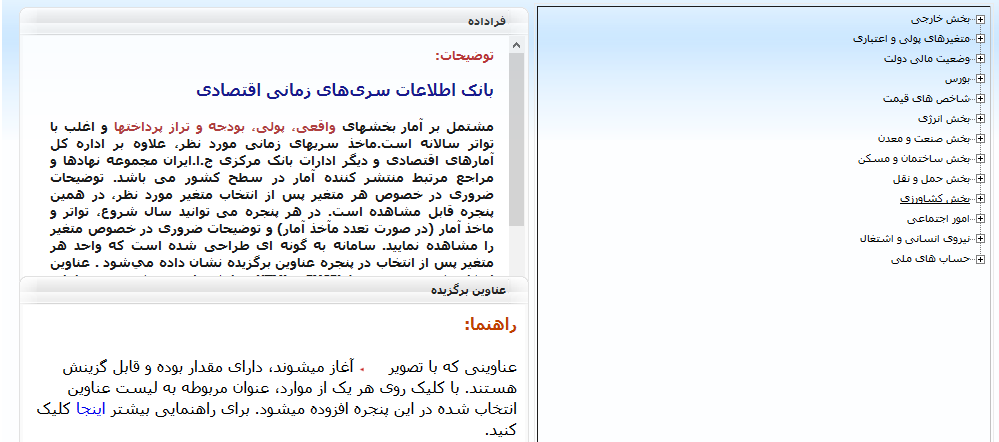 بخش خارجی
متغیرهای پولی و اعتباری
وضعیت مالی دولت
بورس
شاخص های قیمت
بخش انرژی
بخش صنعت و معدن
بخش ساختمان و مسکن
بخش حمل و نقل
بخش کشاورزی
امور اجتماعی
نیروی انسانی و اشتغال
حساب های ملی
فراداده
توضیحات:
بانک اطلاعات سری‌های زمانی اقتصادی
مشتمل بر آمار بخشهای واقعی، پولی، بودجه و تراز پرداختها و اغلب با
تواتر سالانه است.ماخذ سریهای زمانی مورد نظر، علاوه بر اداره کل
آمارهای اقتصادی و دیگر ادارات بانک مرکزی ج.ا.ایران مجموعه نهادها و
مراجع مرتبط منتشر کننده آمار در سطح کشور می باشد. توضیحات
ضروری در خصوص هر متغیر پس از انتخاب متغیر مورد نظر، در همین
پنجره قابل مشاهده است. در هر پنجره می توانید سال شروع، تواتر و
ماخذ آمار (در صورت تعدد مآخذ آمار) و توضیحات ضروری در خصوص متغیر
را مشاهده نمایید. سامانه به گونه ای طراحی شده است که واحد هر
متغیر پس از انتخاب در پنجره عناوین برگزیده نشان داده می‌شود . عناوین
عناوین برگزیده
راهنما:
عناوینی که با تصویر آغاز میشوند، دارای مقدار بوده و قابل گزینش
هستند. با کلیک روی هر یک از موارد، عنوان مربوطه به لیست عناوین
انتخاب شده در این پنجره افزوده میشود. برای راهنمایی بیشتر اینجا کلیک
کنید.